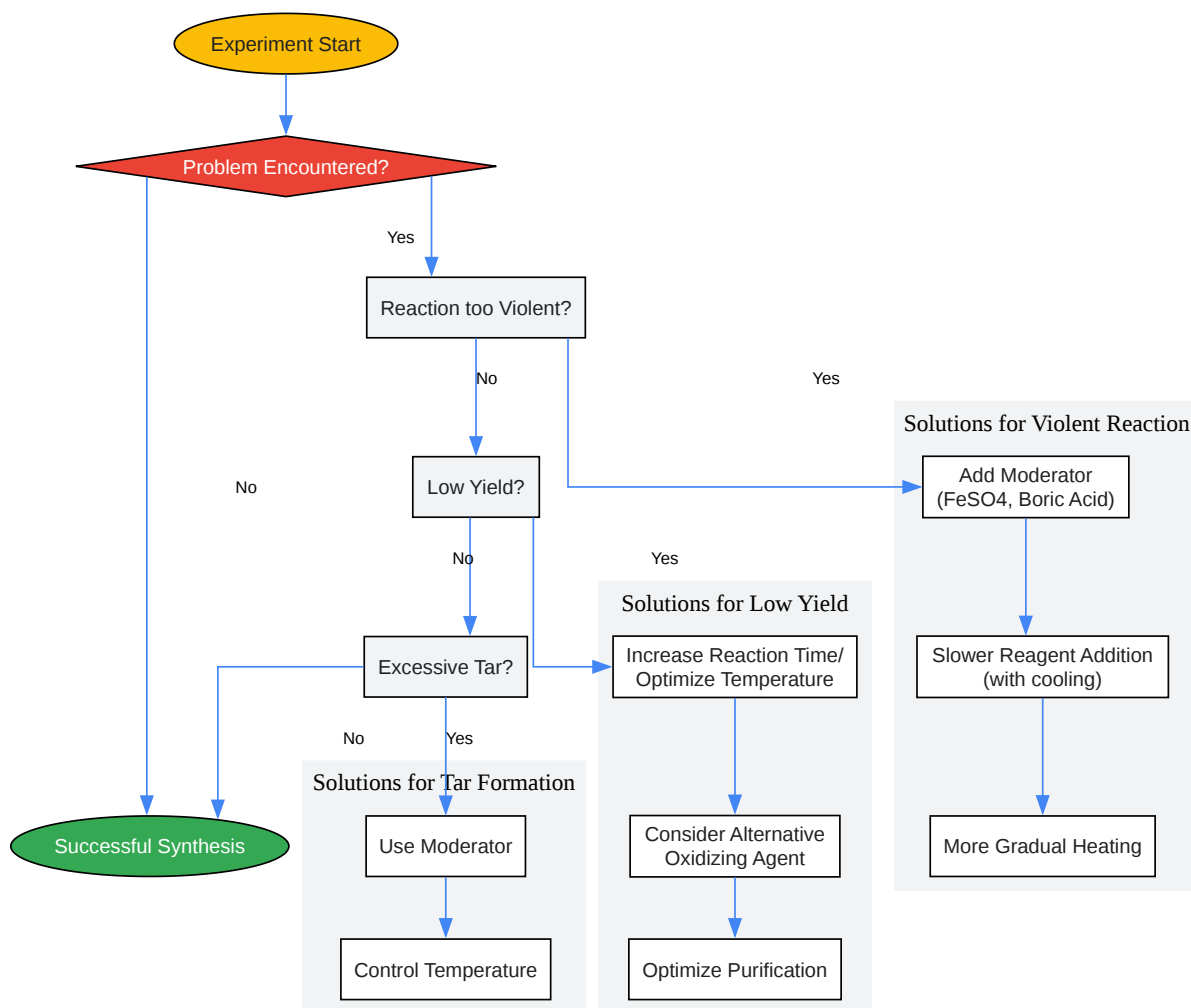 Experiment Start
Problem Encountered?
Yes
Reaction too Violent?
No
Yes
Solutions for Violent Reaction
Add Moderator
(FeSO4, Boric Acid)
Low Yield?
No
No
Yes
Solutions for Low Yield
Increase Reaction Time/
Optimize Temperature
Slower Reagent Addition
(with cooling)
Excessive Tar?
No
Yes
Solutions for Tar Formation
Successful Synthesis
Use Moderator
Consider Alternative
Oxidizing Agent
More Gradual Heating
Control Temperature
Optimize Purification